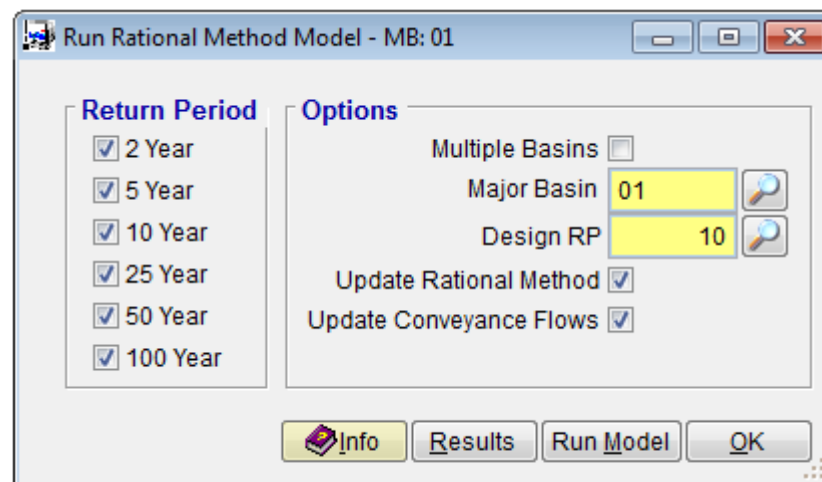 Run Rational Method Model - MB: 01
Return Period
2 Year
5 Year
10 Year
25 Year
50 Year
100 Year
Options
Multiple Basins
Major Basin 01
Design RP 10
Update Rational Method
Update Conveyance Flows
Info Results Run Model OK